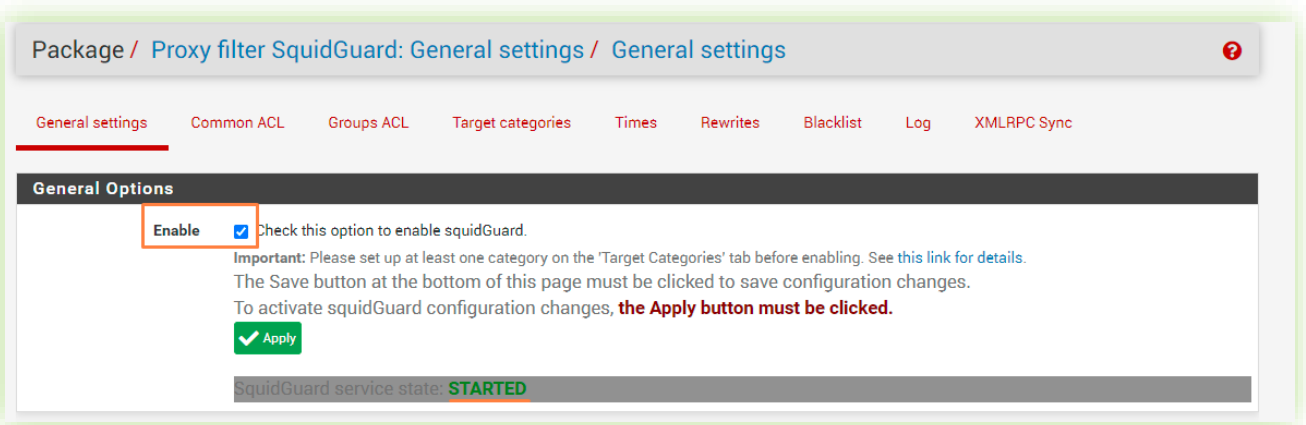 Package / Proxy filter SquidGuard: General settings / General settings
General settings Common ACL Groups ACL Target categories Times Rewrites Blacklist Log XMLRPC Sync
General Options
Enable Check this option to enable squidGuard.
Important: Please set up at least one category on the 'Target Categories' tab before enabling. See this link for details.
The Save button at the bottom of this page must be clicked to save configuration changes.
To activate squidGuard configuration changes, the Apply button must be clicked.
Apply
SquidGuard service state: STARTED